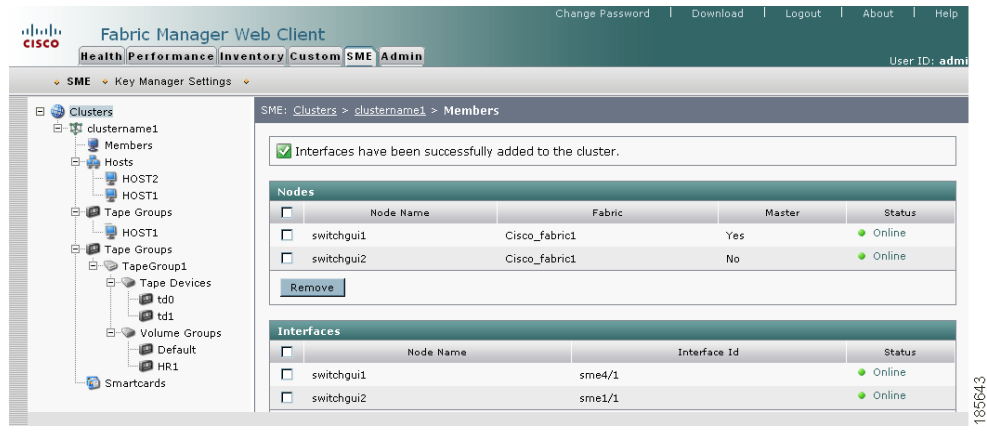 Change Password | Download | Logout | About | Help
CISCO
Fabric Manager Web Client
Health Performance Inventory Custom SME Admin
User ID: admi
SME Key Manager Settings
Clusters
clustername1
Members
Hosts
HOST2
HOST1
Tape Groups
HOST1
Tape Groups
TapeGroup1
Tape Devices
td0
td1
Volume Groups
Default
HR1
Smartcards
SME: Clusters > clustername1 > Members
Interfaces have been successfully added to the cluster.
Nodes
Node Name Fabric Master Status
switchgui1 Cisco_fabric1 Yes Online
switchgui2 Cisco_fabric1 No Online
Remove
Interfaces
Node Name Interface Id Status
switchgui1 sme4/1 Online
switchgui2 sme1/1 Online
185643